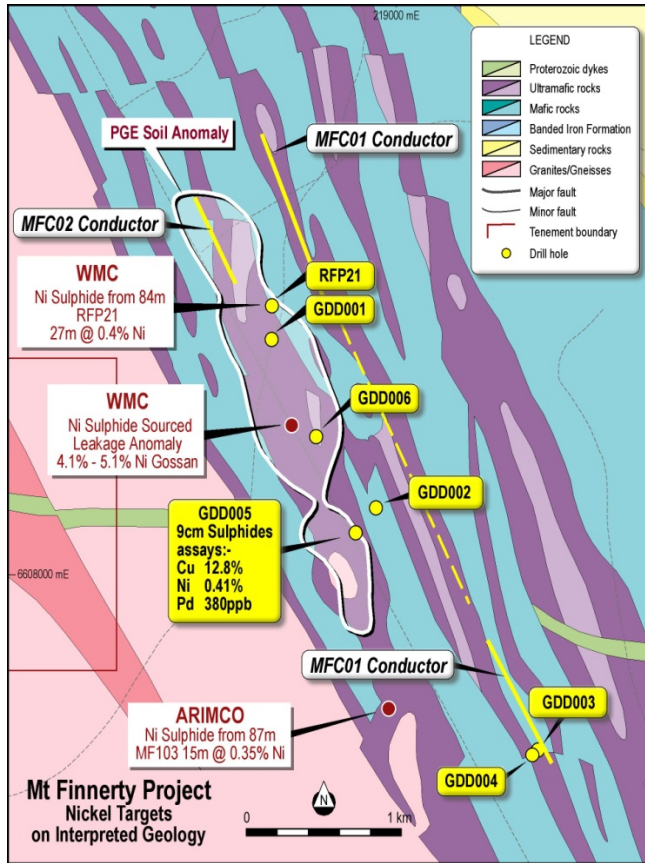 219000 mE
LEGEND
Proterozoic dykes
Ultramafic rocks
Mafic rocks
Banded Iron Formation
Sedimentary rocks
Granites/Gneisses
Major fault
Minor fault
Tenement boundary
Drill hole
PGE Soil Anomaly
MFC01 Conductor
MFC02 Conductor
WMC
Ni Sulphide from 84m
RFP21
27m @ 0.4% Ni
RFP21
GDD001
WMC
Ni Sulphide Sourced
Leakage Anomaly
4.1% - 5.1% Ni Gossan
GDD006
GDD002
GDD005
9cm Sulphides
assays:-
Cu 12.8%
Ni 0.41%
Pd 380ppb
6608000 mE
MFC01 Conductor
ARIMCO
Ni Sulphide from 87m
MF103 15m @ 0.35% Ni
GDD003
GDD004
Mt Finnerty Project
Nickel Targets
on Interpreted Geology
N
0 1 km